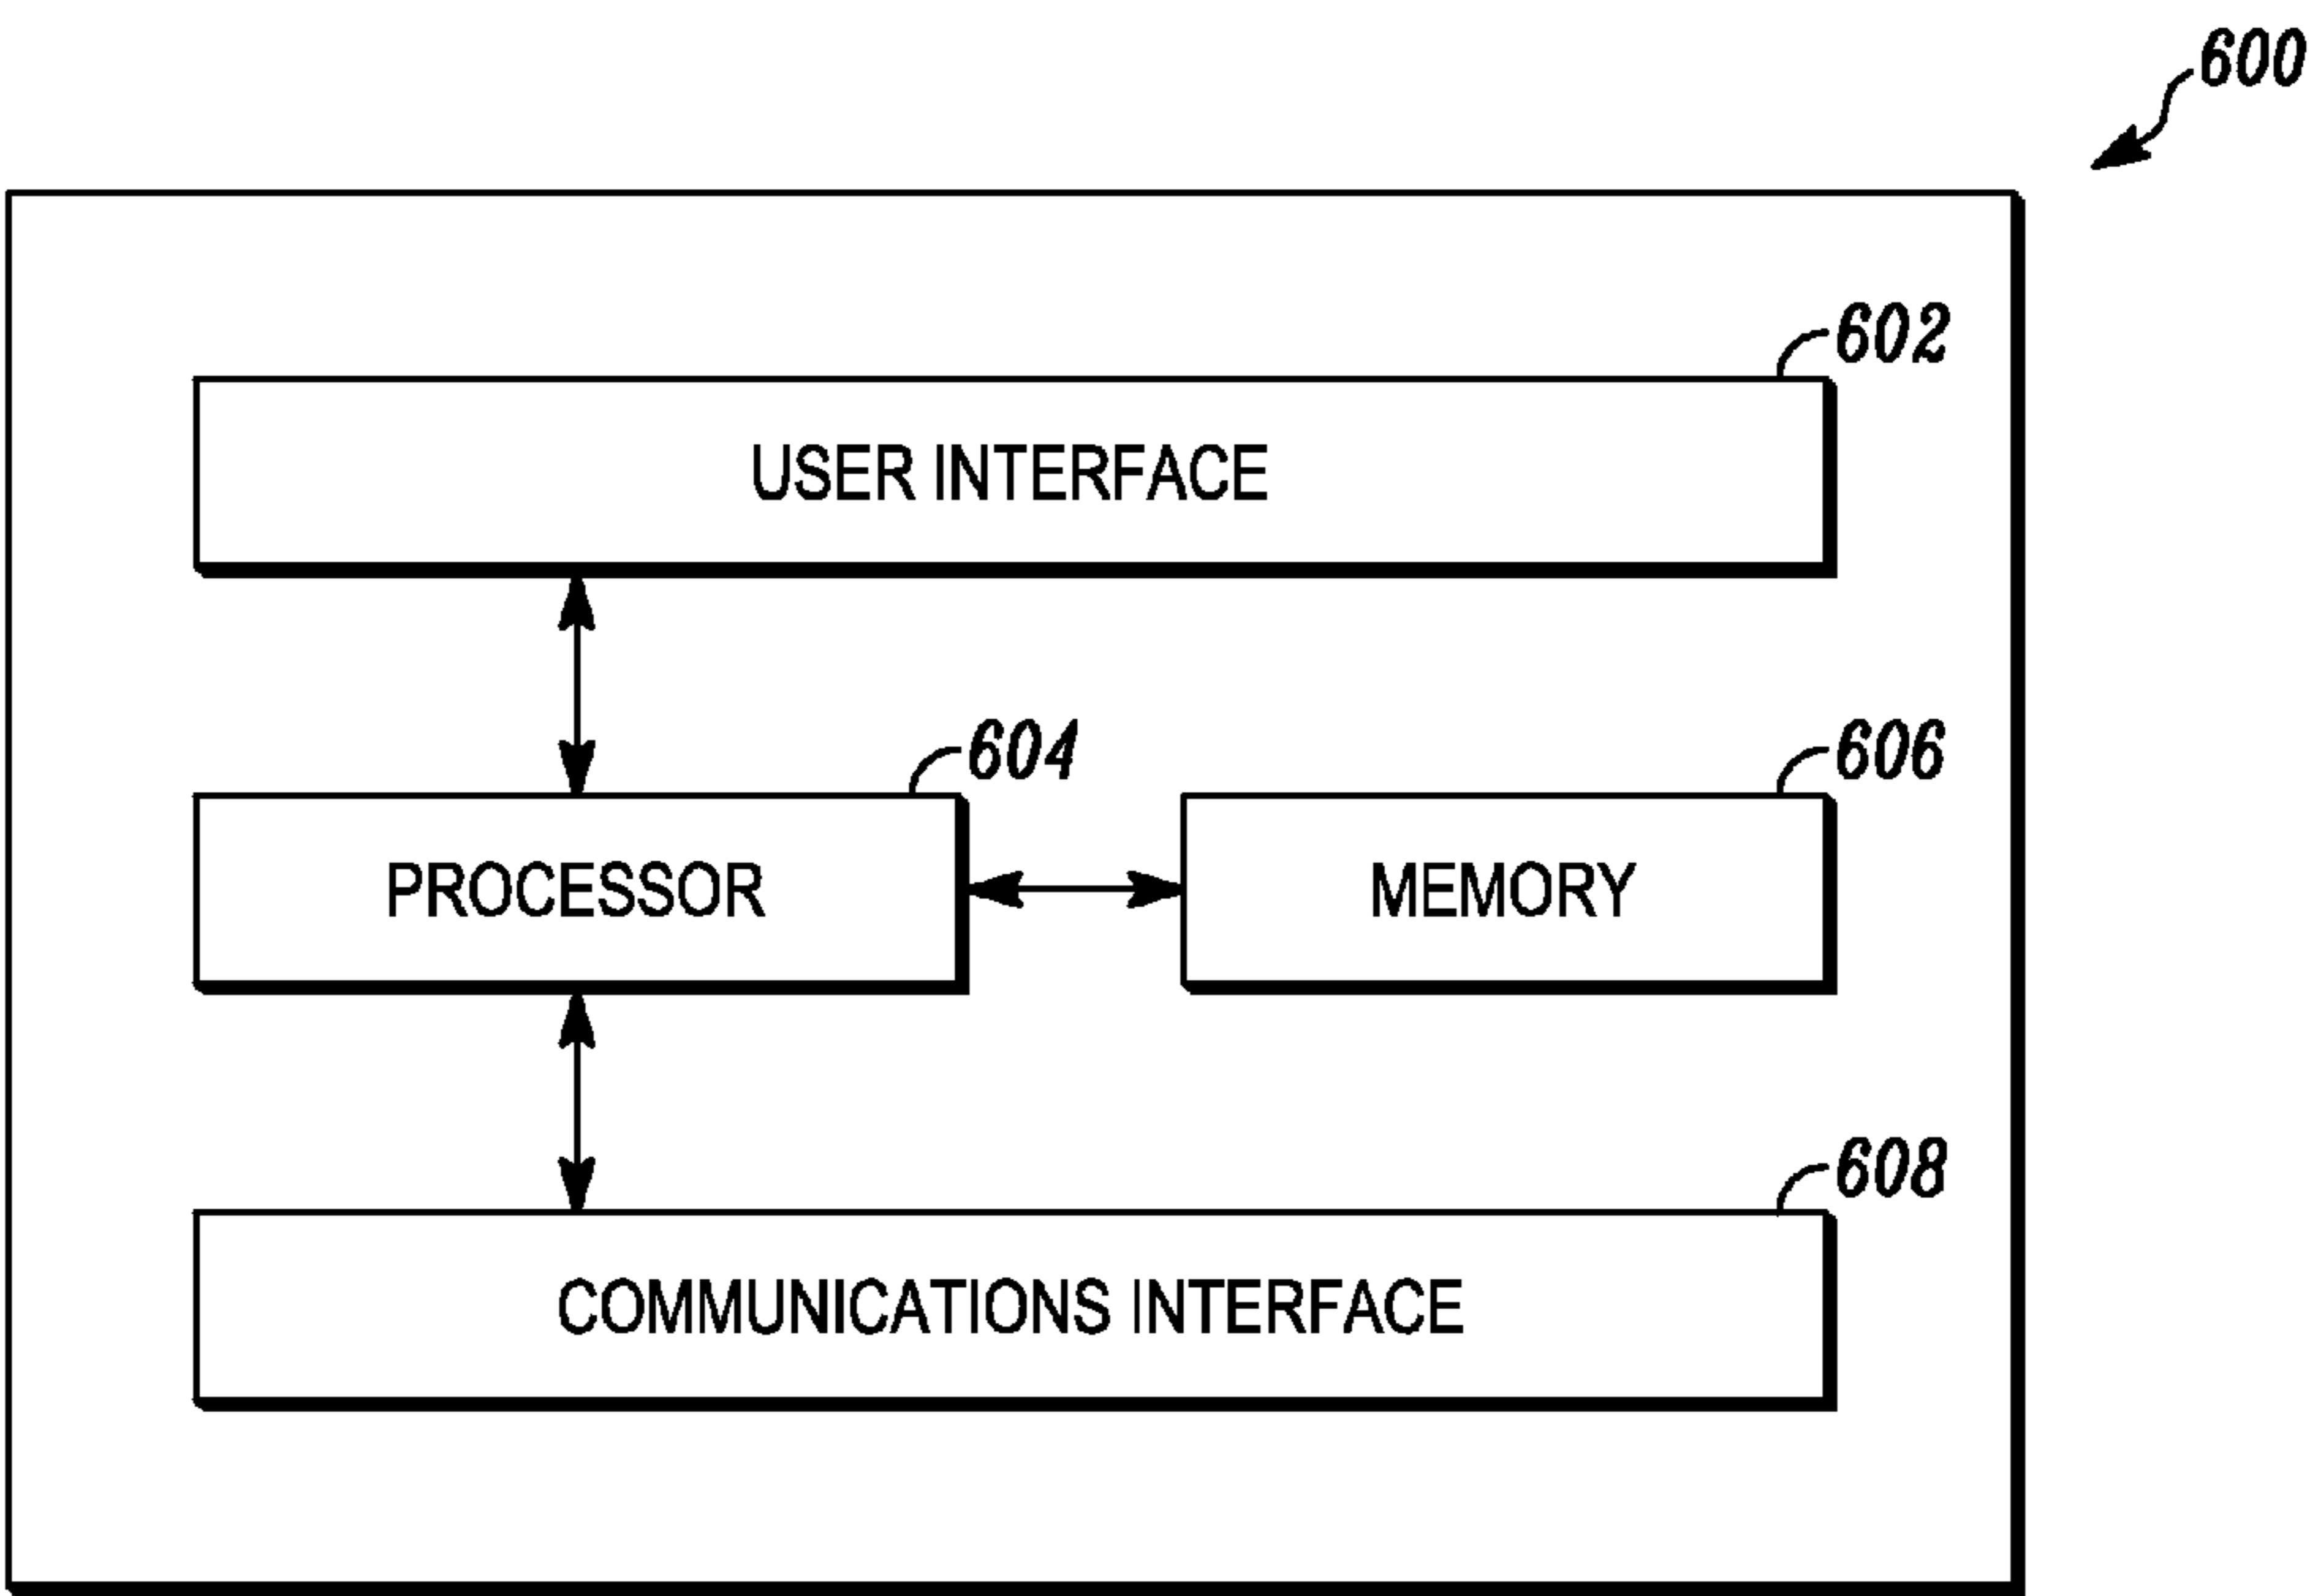 600
602
USER INTERFACE
604
606
PROCESSOR
MEMORY
608
COMMUNICATIONS INTERFACE